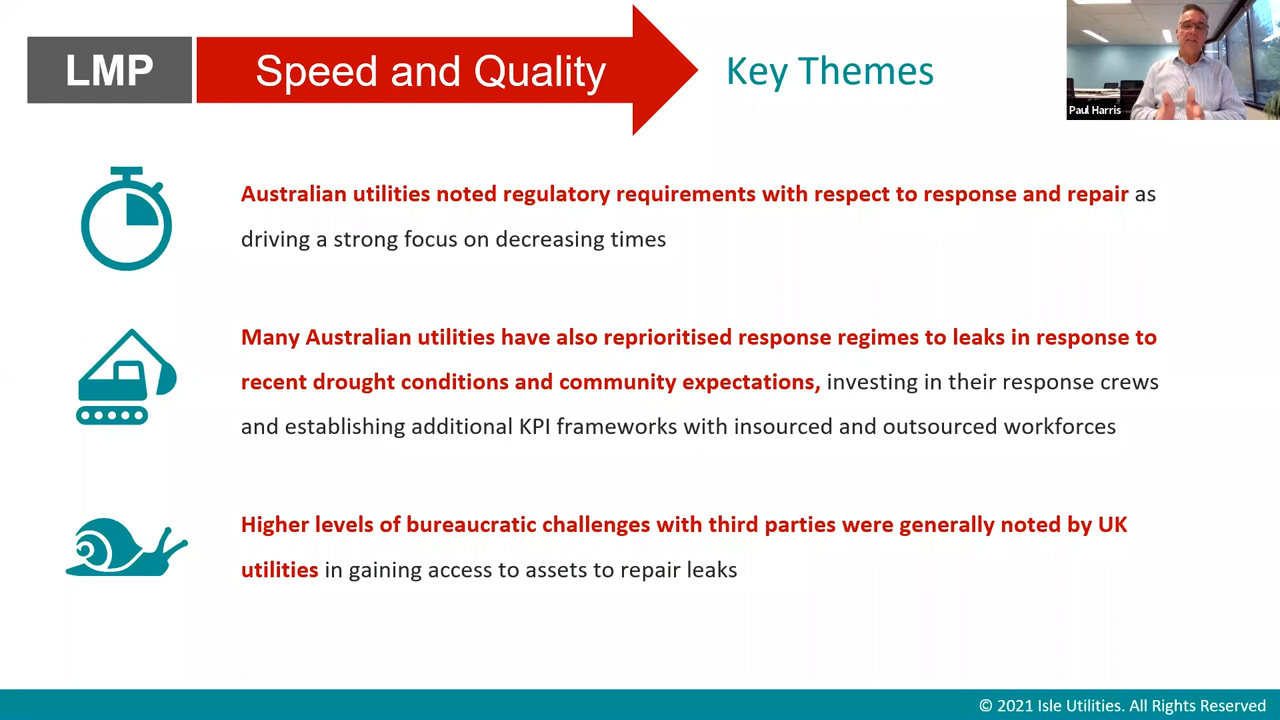 LMP
Speed and Quality
Key Themes
Paul Harris
Australian utilities noted regulatory requirements with respect to response and repair as
driving a strong focus on decreasing times
Many Australian utilities have also reprioritised response regimes to leaks in response to
recent drought conditions and community expectations, investing in their response crews
and establishing additional KPI frameworks with insourced and outsourced workforces
Higher levels of bureaucratic challenges with third parties were generally noted by UK
utilities in gaining access to assets to repair leaks
© 2021 Isle Utilities. All Rights Reserved